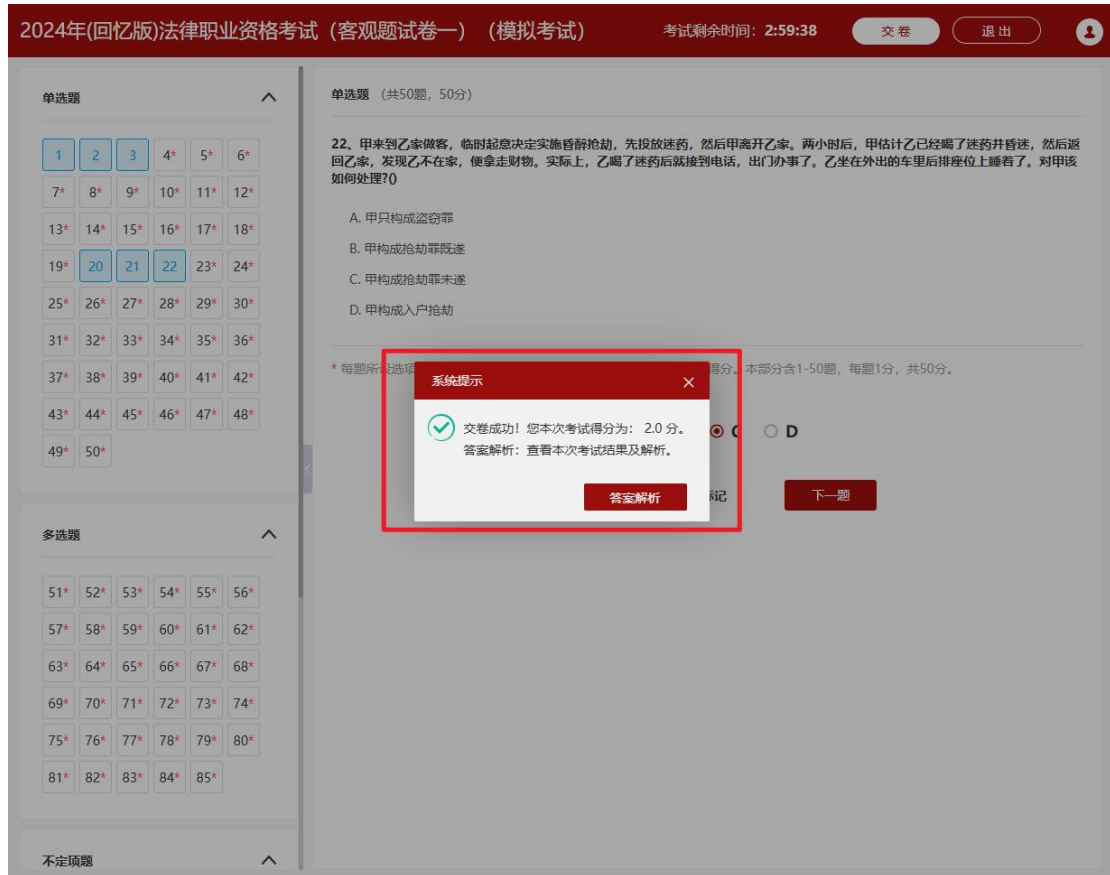 2024年(回忆版)法律职业资格考试（客观题试卷一）（模拟考试） 考试剩余时间：2:59:38 交卷 退出
单选题
1 2 3 4* 5* 6*
7* 8* 9* 10* 11* 12*
13* 14* 15* 16* 17* 18*
19* 20 21 22 23* 24*
25* 26* 27* 28* 29* 30*
31* 32* 33* 34* 35* 36*
37* 38* 39* 40* 41* 42*
43* 44* 45* 46* 47* 48*
49* 50*
多选题
51* 52* 53* 54* 55* 56*
57* 58* 59* 60* 61* 62*
63* 64* 65* 66* 67* 68*
69* 70* 71* 72* 73* 74*
75* 76* 77* 78* 79* 80*
81* 82* 83* 84* 85*
不定项题
单选题 （共50题，50分）
22、甲来到乙家做客，临时起意决定实施昏醉抢劫，先投放迷药，然后甲离开乙家。两小时后，甲估计乙已经喝了迷药并昏迷，然后返
回乙家，发现乙不在家，便拿走财物。实际上，乙喝了迷药后就接到电话，出门办事了。乙坐在外出的车里后排座位上睡着了。对甲该
如何处理?()
A. 甲只构成盗窃罪
B. 甲构成抢劫罪既遂
C. 甲构成抢劫罪未遂
D. 甲构成入户抢劫
* 每题所设选项 得分。本部分含1-50题，每题1分，共50分。
系统提示
交卷成功！您本次考试得分为： 2.0 分。
答案解析：查看本次考试结果及解析。
答案解析
D
标记 下一题